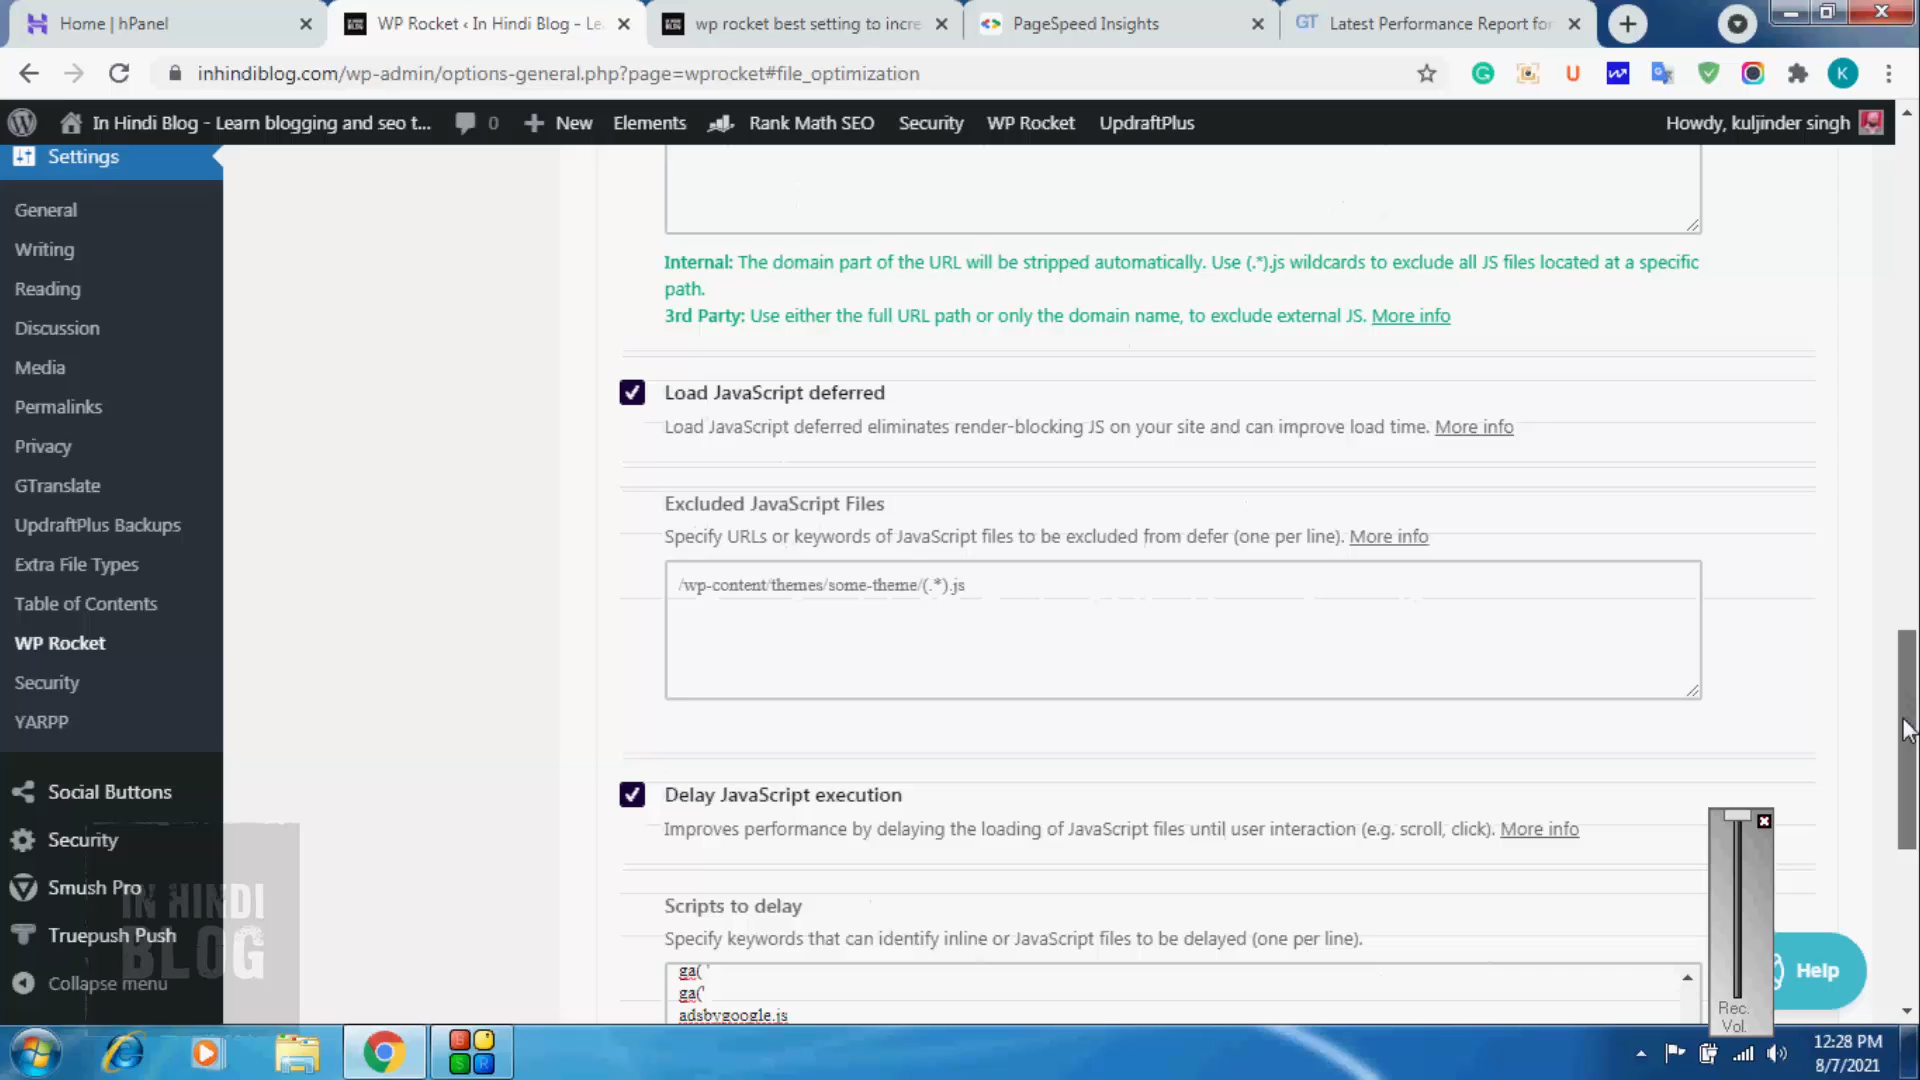 Home | hPanel
WP Rocket ‹ In Hindi Blog - Le
wp rocket best setting to incre
PageSpeed Insights
GT
Latest Performance Report for
inhindiblog.com/wp-admin/options-general.php?page=wprocket#file_optimization
K
In Hindi Blog - Learn blogging and seo t...
0
New
Elements
Rank Math SEO
Security
WP Rocket
UpdraftPlus
Howdy, kuljinder singh
Settings
General
Writing
Reading
Discussion
Media
Permalinks
Privacy
GTranslate
UpdraftPlus Backups
Extra File Types
Table of Contents
WP Rocket
Security
YARPP
Social Buttons
Security
Smush Pro
Truepush Push
Collapse menu
IN HINDI
BLOG
Internal: The domain part of the URL will be stripped automatically. Use (.*).js wildcards to exclude all JS files located at a specific
path.
3rd Party: Use either the full URL path or only the domain name, to exclude external JS. More info
Load JavaScript deferred
Load JavaScript deferred eliminates render-blocking JS on your site and can improve load time. More info
Excluded JavaScript Files
Specify URLs or keywords of JavaScript files to be excluded from defer (one per line). More info
/wp-content/themes/some-theme/(.*).js
Delay JavaScript execution
Improves performance by delaying the loading of JavaScript files until user interaction (e.g. scroll, click). More info
Scripts to delay
Specify keywords that can identify inline or JavaScript files to be delayed (one per line).
ga( '
ga('
adsbygoogle.js
Help
Rec.
Vol.
12:28 PM
8/7/2021